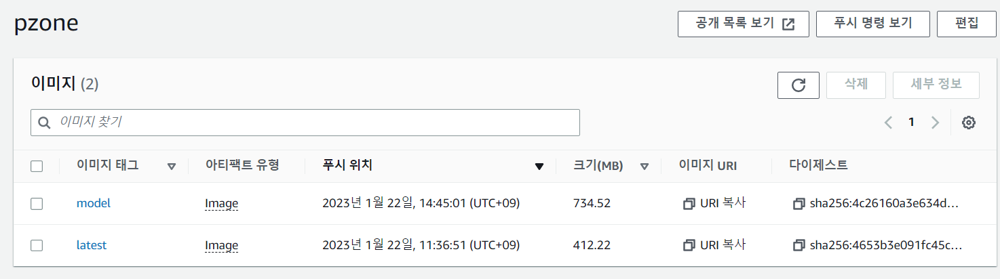 pzone
공개 목록 보기 푸시 명령 보기 편집
이미지 (2)
삭제 세부 정보
이미지 찾기
1
이미지 태그 아티팩트 유형 푸시 위치 크기(MB) 이미지 URI 다이제스트
model Image 2023년 1월 22일, 14:45:01 (UTC+09) 734.52 URI 복사 sha256:4c26160a3e634d...
latest Image 2023년 1월 22일, 11:36:51 (UTC+09) 412.22 URI 복사 sha256:4653b3e091fc45c...